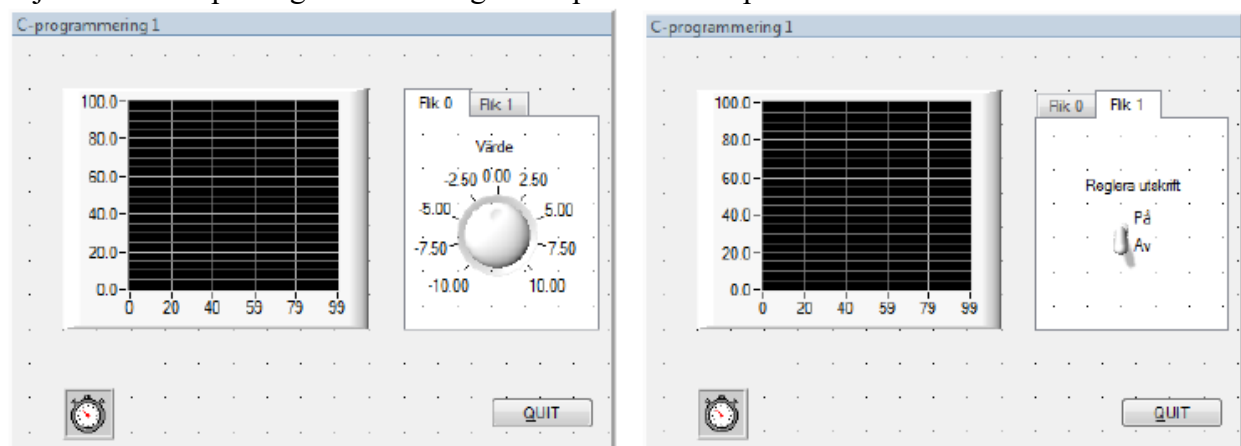 C-programmering 1
100.0
80.0
60.0
40.0
20.0
0.0
0 20 40 59 79 99
Flik 0 Flik 1
Värde
-2.50 0.00 2.50
-5.00 5.00
-7.50 7.50
-10.00 10.00
QUIT
C-programmering 1
100.0
80.0
60.0
40.0
20.0
0.0
0 20 40 59 79 99
Flik 0 Flik 1
Reglera utskrift
På
Av
QUIT